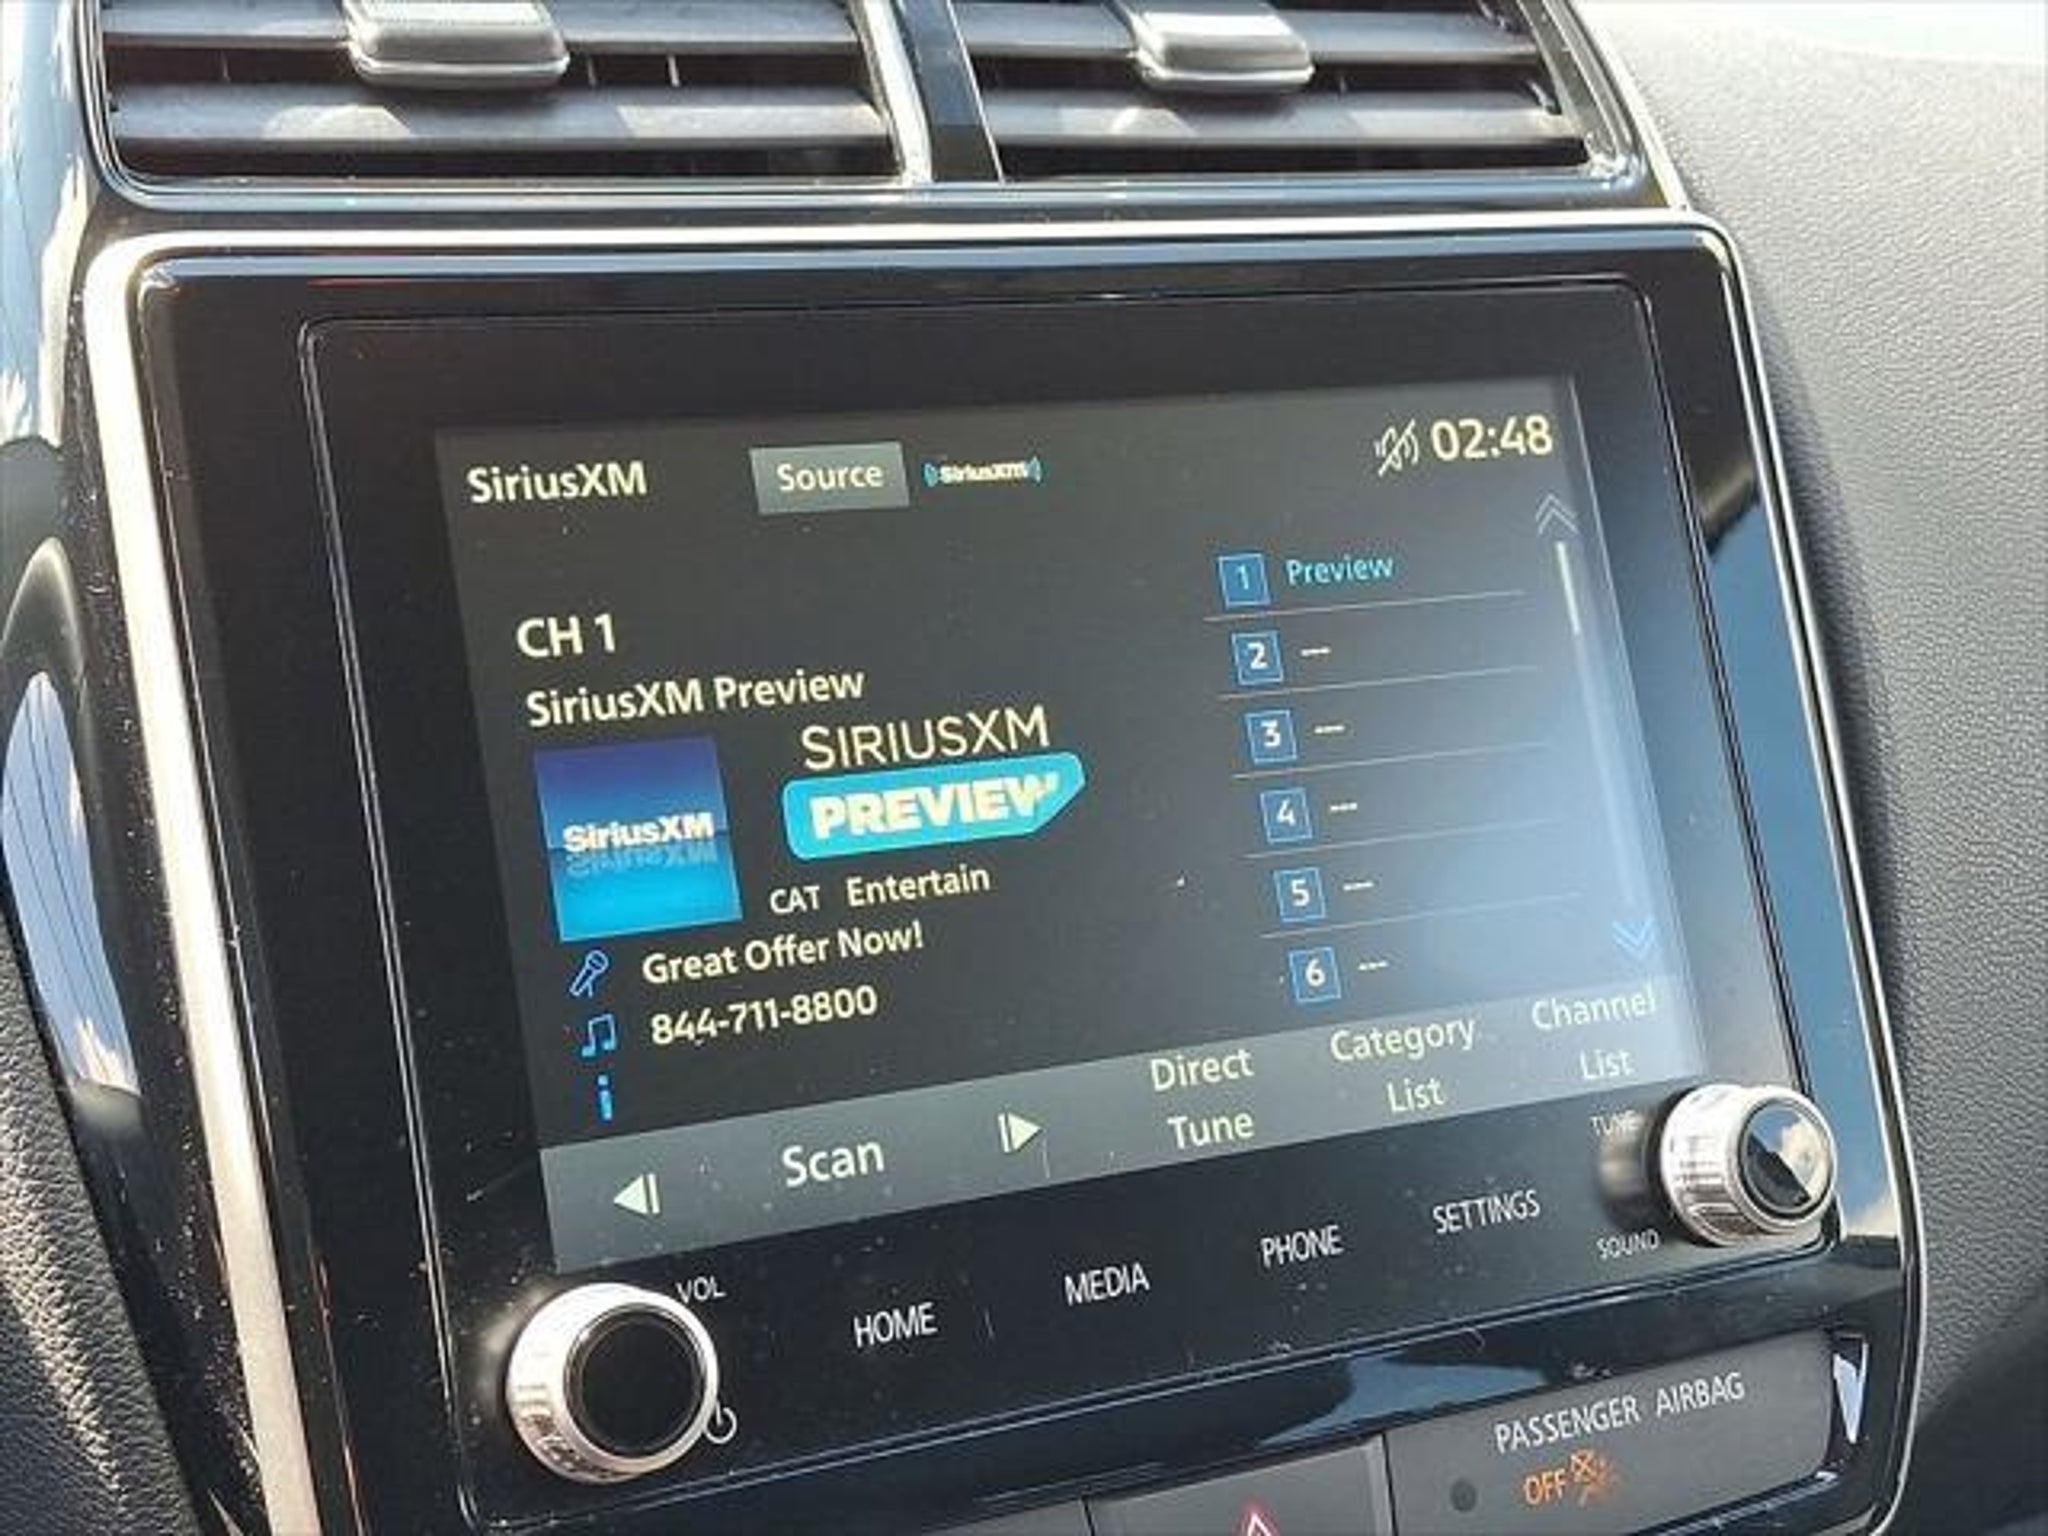 SiriusXM Source SiriusXM 02:48
CH 1
SiriusXM Preview
SIRIUSXM
PREVIEW
SiriusXM
CAT Entertain
Great Offer Now!
844-711-8800
i
1 Preview
2 ---
3 ---
4 ---
5 ---
6 ---
Scan
Direct
Tune
Category
List
Channel
List
VOL
HOME
MEDIA
PHONE
SETTINGS
TUNE
SOUND
PASSENGER AIRBAG
OFF